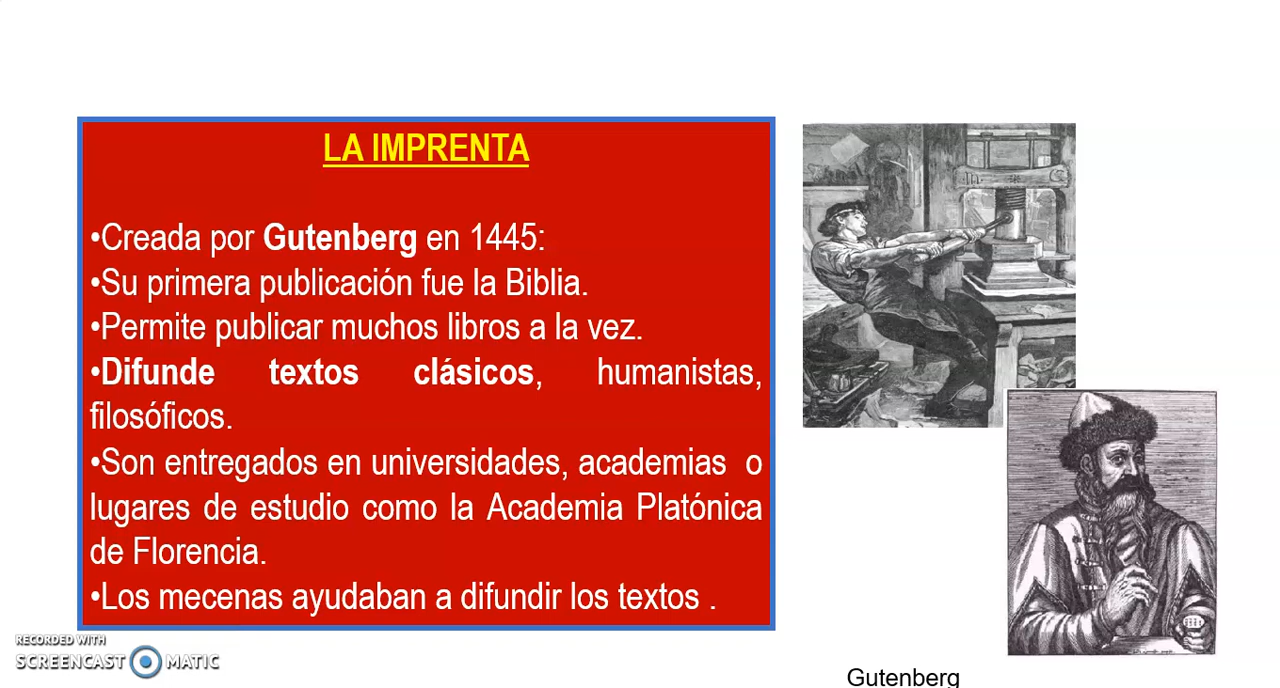 LA IMPRENTA
•Creada por Gutenberg en 1445:
•Su primera publicación fue la Biblia.
•Permite publicar muchos libros a la vez.
•Difunde textos clásicos, humanistas,
filosóficos.
•Son entregados en universidades, academias o
lugares de estudio como la Academia Platónica
de Florencia.
•Los mecenas ayudaban a difundir los textos .
Gutenberg
RECORDED WITH
SCREENCAST MATIC